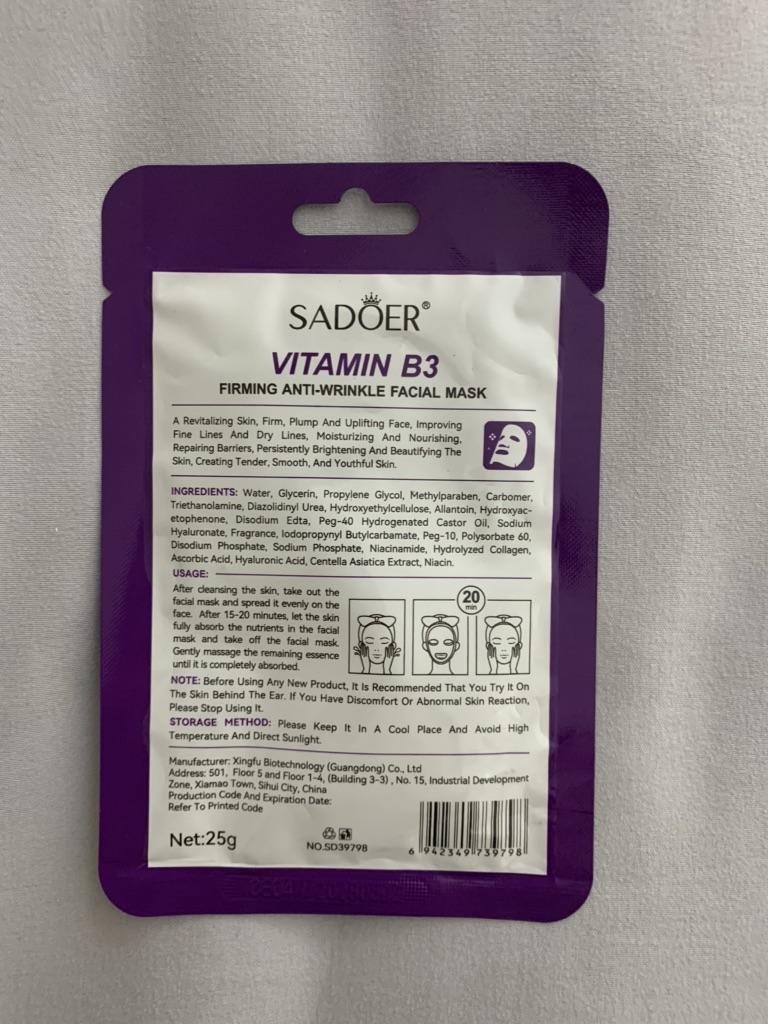 SADOER®
VITAMIN B3
FIRMING ANTI-WRINKLE FACIAL MASK
A Revitalizing Skin, Firm, Plump And Uplifting Face, Improving
Fine Lines And Dry Lines, Moisturizing And Nourishing,
Repairing Barriers, Persistently Brightening And Beautifying The
Skin, Creating Tender, Smooth, And Youthful Skin.
INGREDIENTS: Water, Glycerin, Propylene Glycol, Methylparaben, Carbomer,
Triethanolamine, Diazolidinyl Urea, Hydroxyethylcellulose, Allantoin, Hydroxyac-
etophenone, Disodium Edta, Peg-40 Hydrogenated Castor Oil, Sodium
Hyaluronate, Fragrance, Iodopropynyl Butylcarbamate, Peg-10, Polysorbate 60,
Disodium Phosphate, Sodium Phosphate, Niacinamide, Hydrolyzed Collagen,
Ascorbic Acid, Hyaluronic Acid, Centella Asiatica Extract, Niacin.
USAGE:
After cleansing the skin, take out the
facial mask and spread it evenly on the
face. After 15-20 minutes, let the skin
fully absorb the nutrients in the facial
mask and take off the facial mask.
Gently massage the remaining essence
until it is completely absorbed.
20
min
NOTE: Before Using Any New Product, It Is Recommended That You Try It On
The Skin Behind The Ear. If You Have Discomfort Or Abnormal Skin Reaction,
Please Stop Using It.
STORAGE METHOD: Please Keep It In A Cool Place And Avoid High
Temperature And Direct Sunlight.
Manufacturer: Xingfu Biotechnology (Guangdong) Co., Ltd
Address: 501, Floor 5 and Floor 1-4, (Building 3-3) , No. 15, Industrial Development
Zone, Xiamao Town, Sihui City, China
Production Code And Expiration Date:
Refer To Printed Code
Net:25g
NO.SD39798
6 942349 739798